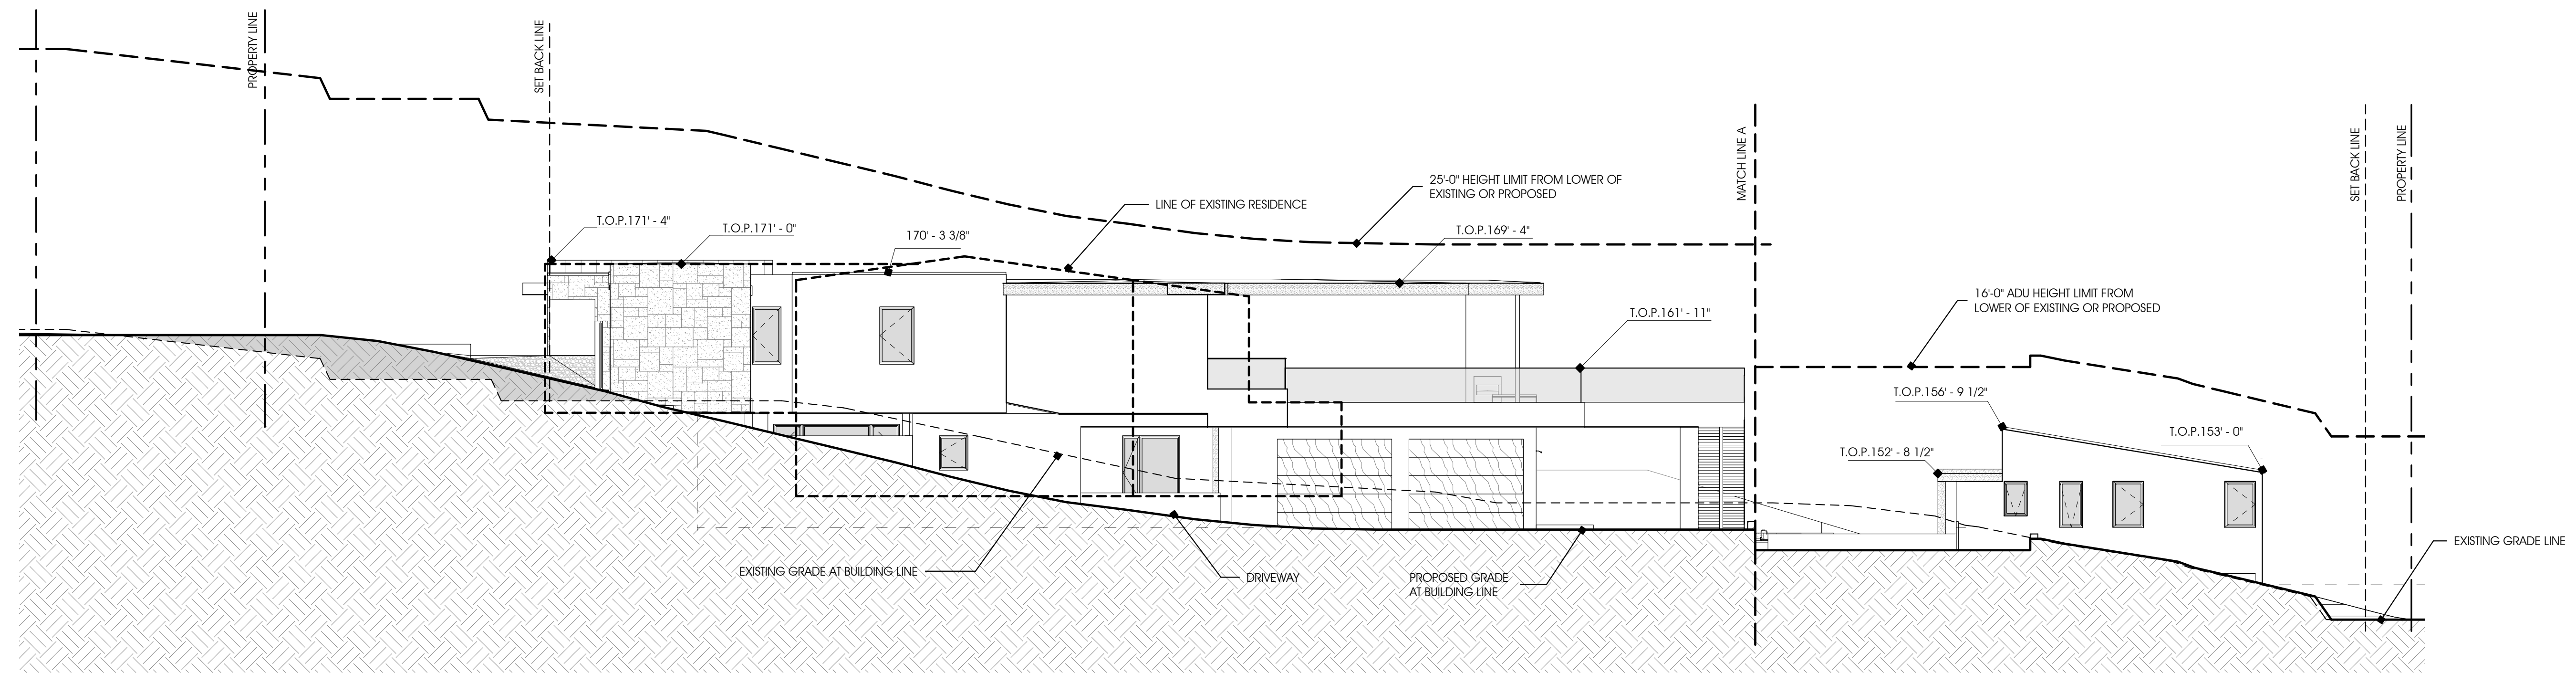 PROPERTY LINE
SET BACK LINE
T.O.P.171' - 4"
T.O.P.171' - 0"
170' - 3 3/8"
LINE OF EXISTING RESIDENCE
25'-0" HEIGHT LIMIT FROM LOWER OF
EXISTING OR PROPOSED
T.O.P.169' - 4"
T.O.P.161' - 11"
MATCH LINE A
16'-0" ADU HEIGHT LIMIT FROM
LOWER OF EXISTING OR PROPOSED
T.O.P.156' - 9 1/2"
T.O.P.152' - 8 1/2"
T.O.P.153' - 0"
SET BACK LINE
PROPERTY LINE
EXISTING GRADE AT BUILDING LINE
DRIVEWAY
PROPOSED GRADE
AT BUILDING LINE
EXISTING GRADE LINE